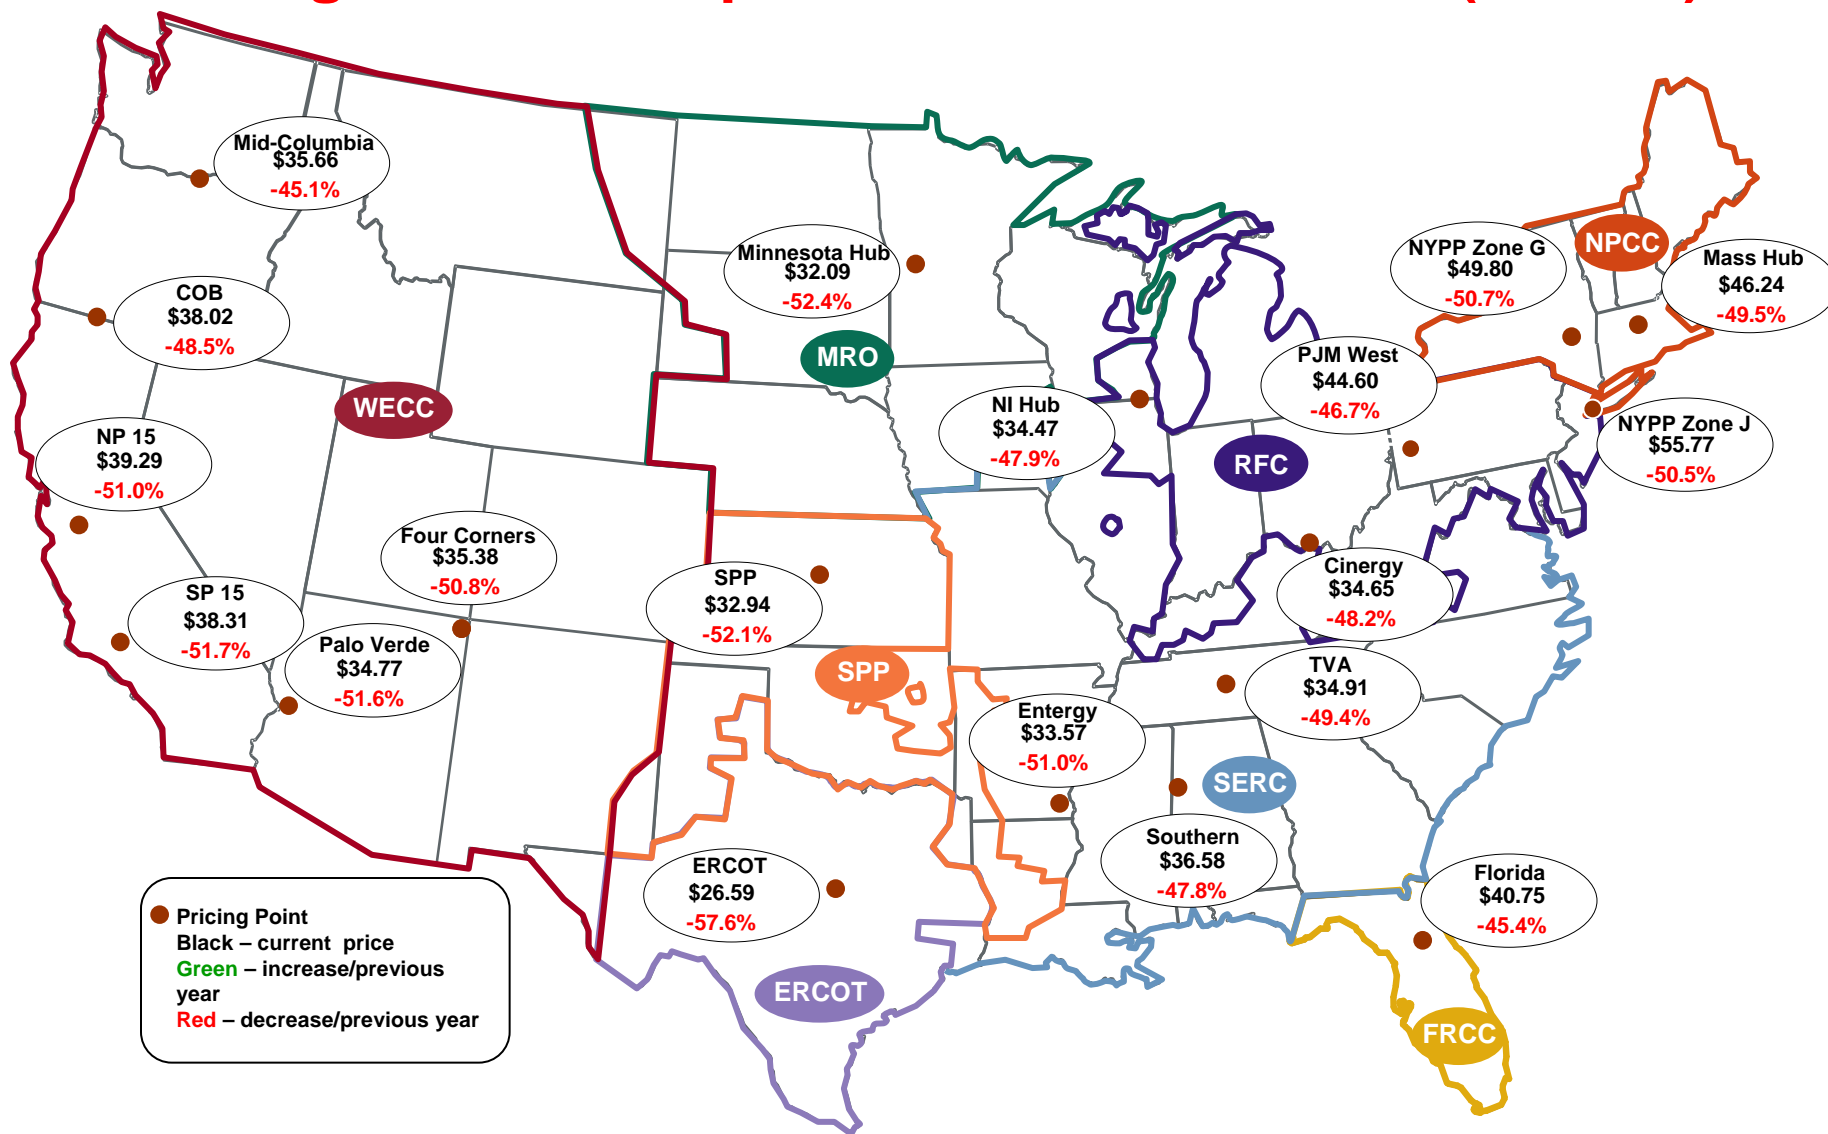 Mid-Columbia
$35.66
-45.1%
COB
$38.02
-48.5%
NP 15
$39.29
-51.0%
SP 15
$38.31
-51.7%
Four Corners
$35.38
-50.8%
Palo Verde
$34.77
-51.6%
WECC
Minnesota Hub
$32.09
-52.4%
MRO
NI Hub
$34.47
-47.9%
SPP
$32.94
-52.1%
SPP
ERCOT
$26.59
-57.6%
ERCOT
Entergy
$33.57
-51.0%
Southern
$36.58
-47.8%
SERC
TVA
$34.91
-49.4%
Cinergy
$34.65
-48.2%
RFC
PJM West
$44.60
-46.7%
NYPP Zone G
$49.80
-50.7%
NPCC
Mass Hub
$46.24
-49.5%
NYPP Zone J
$55.77
-50.5%
Florida
$40.75
-45.4%
FRCC
Pricing Point
Black – current price
Green – increase/previous
year
Red – decrease/previous year